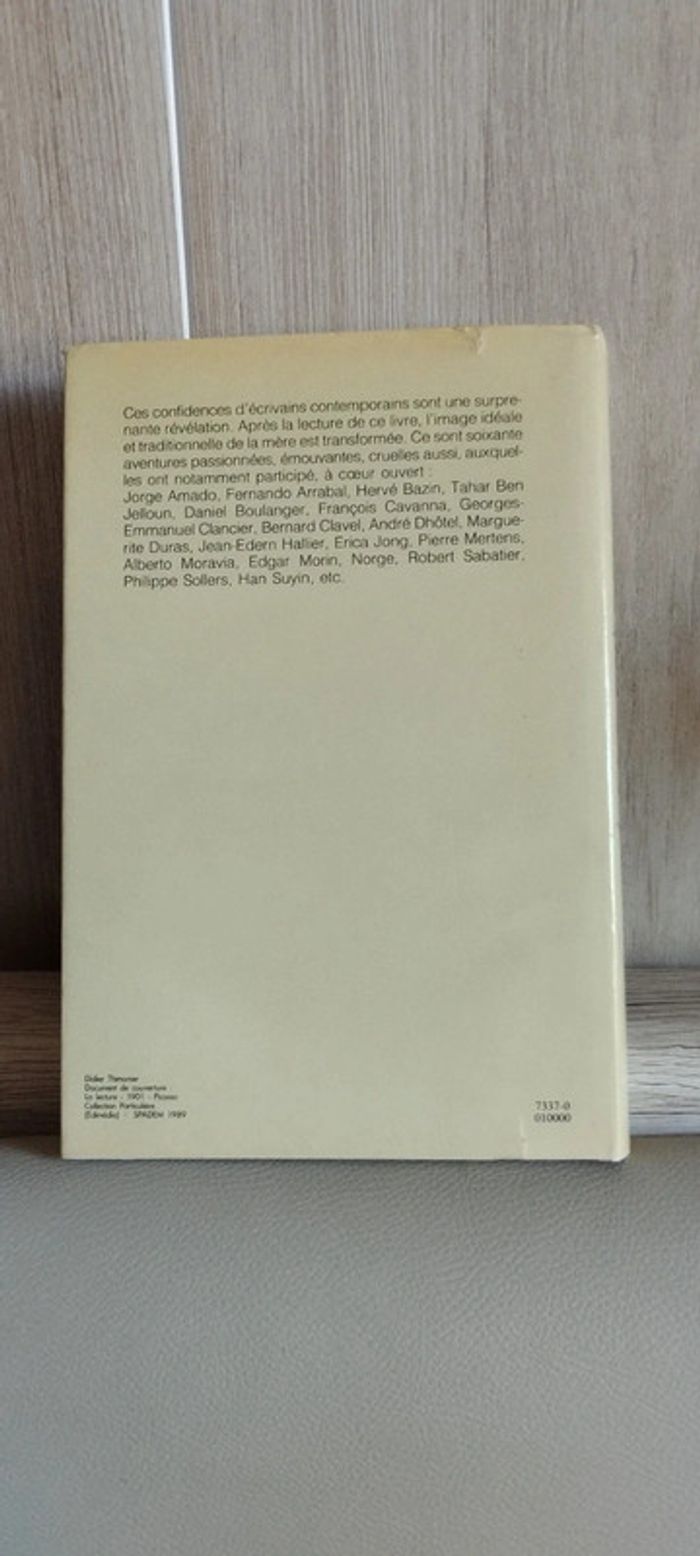 Ces confidences d'écrivains contemporains sont une surpre-
nante révélation. Après la lecture de ce livre, l'image idéale
et traditionnelle de la mère est transformée. Ce sont soixante
aventures passionnées, émouvantes, cruelles aussi, auxquel-
les ont notamment participé, à cœur ouvert :
Jorge Amado, Fernando Arrabal, Hervé Bazin, Tahar Ben
Jelloun, Daniel Boulanger, François Cavanna, Georges-
Emmanuel Clancier, Bernard Clavel, André Dhôtel, Margue-
rite Duras, Jean-Edern Hallier, Erica Jong, Pierre Mertens,
Alberto Moravia, Edgar Morin, Norge, Robert Sabatier,
Philippe Sollers, Han Suyin, etc.
Didier Thimonier
Document de couverture :
La lecture - 1901 - Picasso
Collection Particulière
(Edimédia) - SPADEM 1989
7337-0
010000